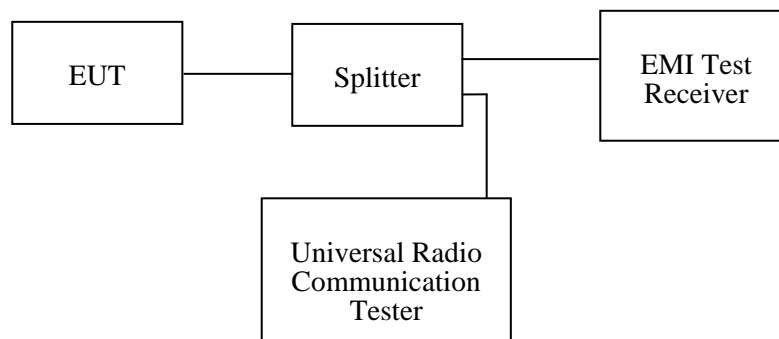 EUT
Splitter
EMI Test
Receiver
Universal Radio
Communication
Tester